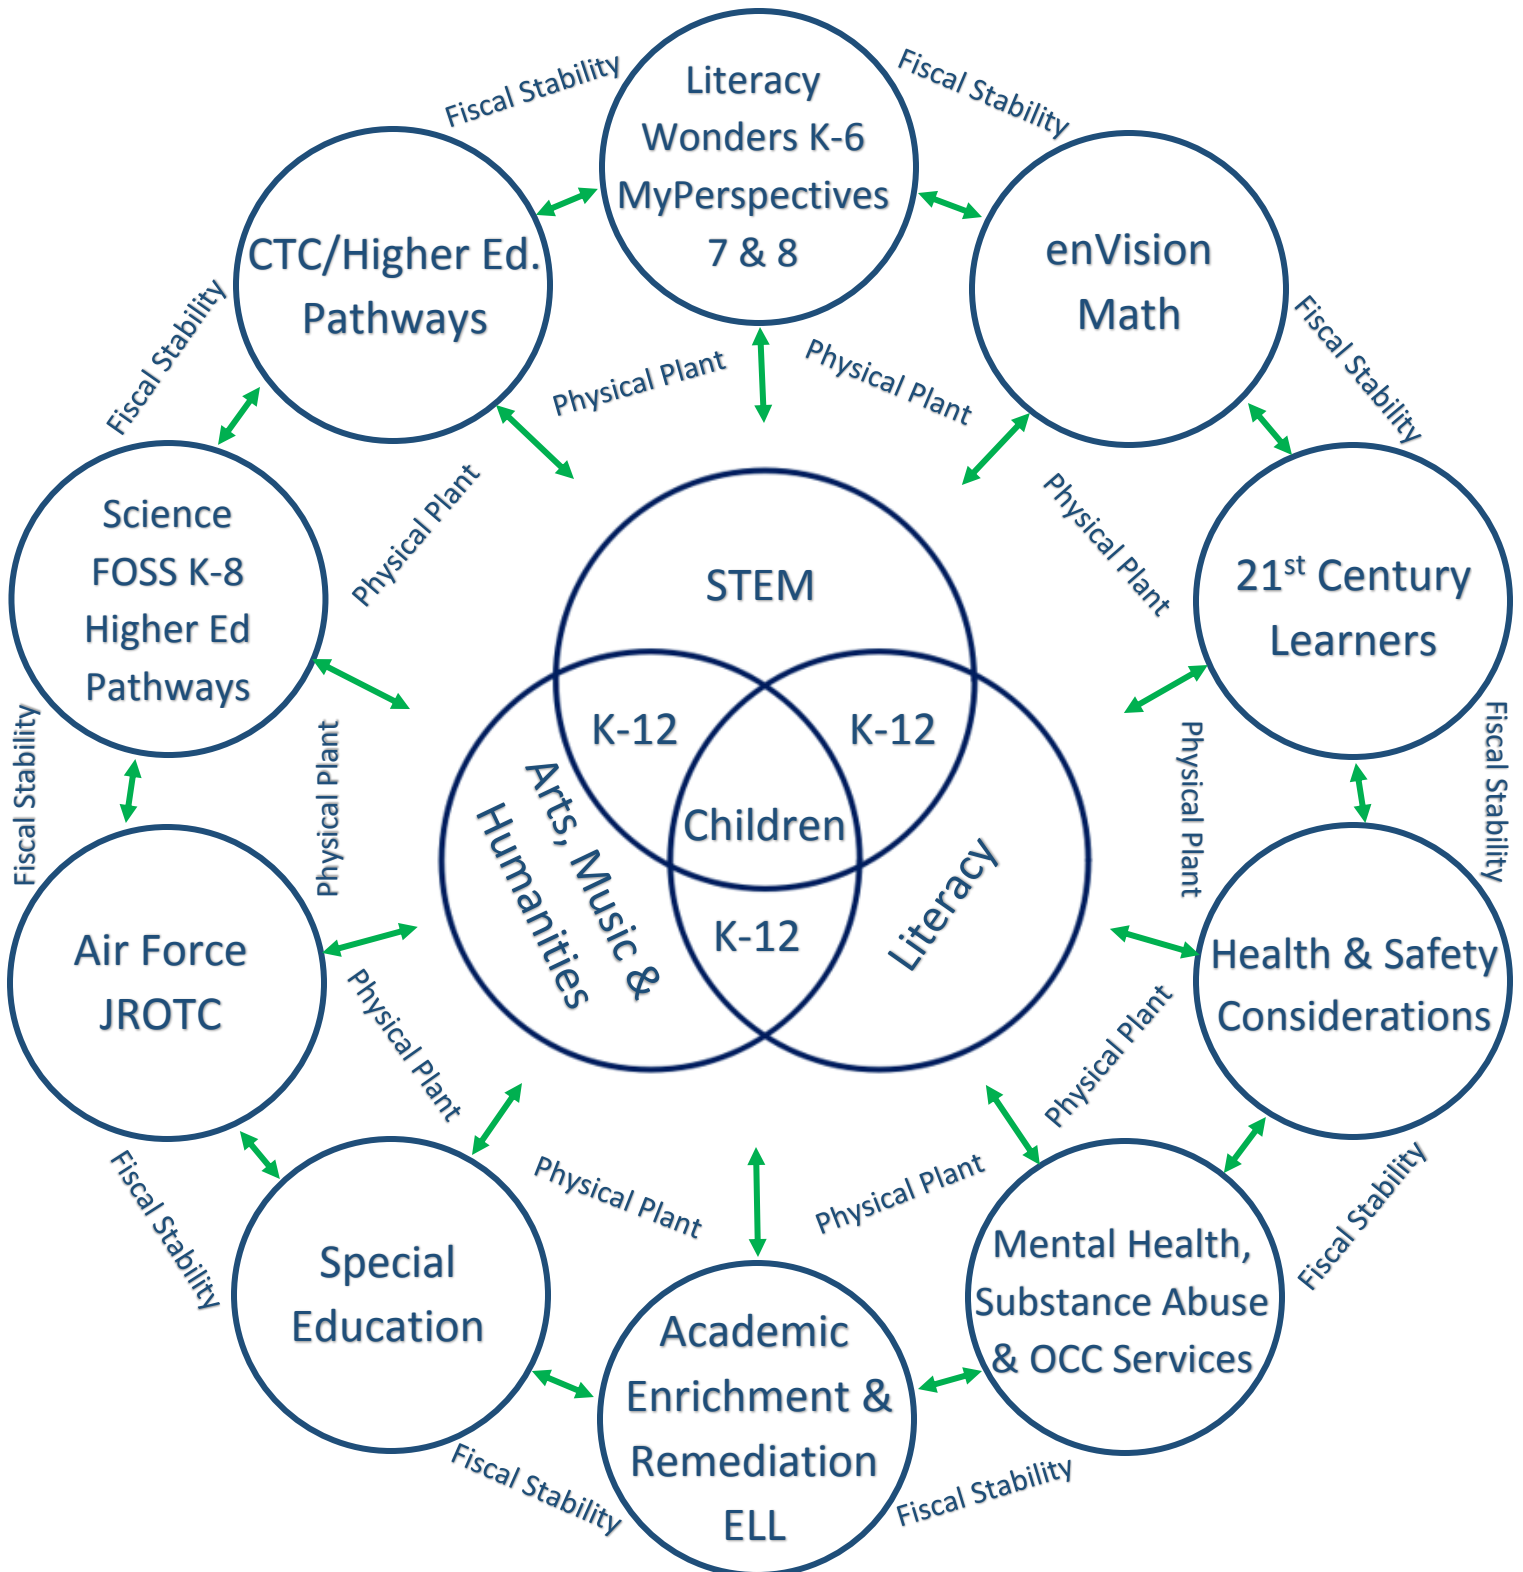 Fiscal Stability
Fiscal Stability
Literacy
Wonders K-6
MyPerspectives
7 & 8
CTC/Higher Ed.
Pathways
enVision
Math
Fiscal Stability
Fiscal Stability
Physical Plant
Physical Plant
Science
FOSS K-8
Higher Ed
Pathways
Physical Plant
Physical Plant
21st Century
Learners
STEM
K-12
K-12
Children
K-12
Arts, Music &
Humanities
Literacy
Fiscal Stability
Physical Plant
Physical Plant
Fiscal Stability
Air Force
JROTC
Health & Safety
Considerations
Physical Plant
Physical Plant
Fiscal Stability
Physical Plant
Physical Plant
Fiscal Stability
Special
Education
Mental Health,
Substance Abuse
& OCC Services
Academic
Enrichment &
Remediation
ELL
Fiscal Stability
Fiscal Stability